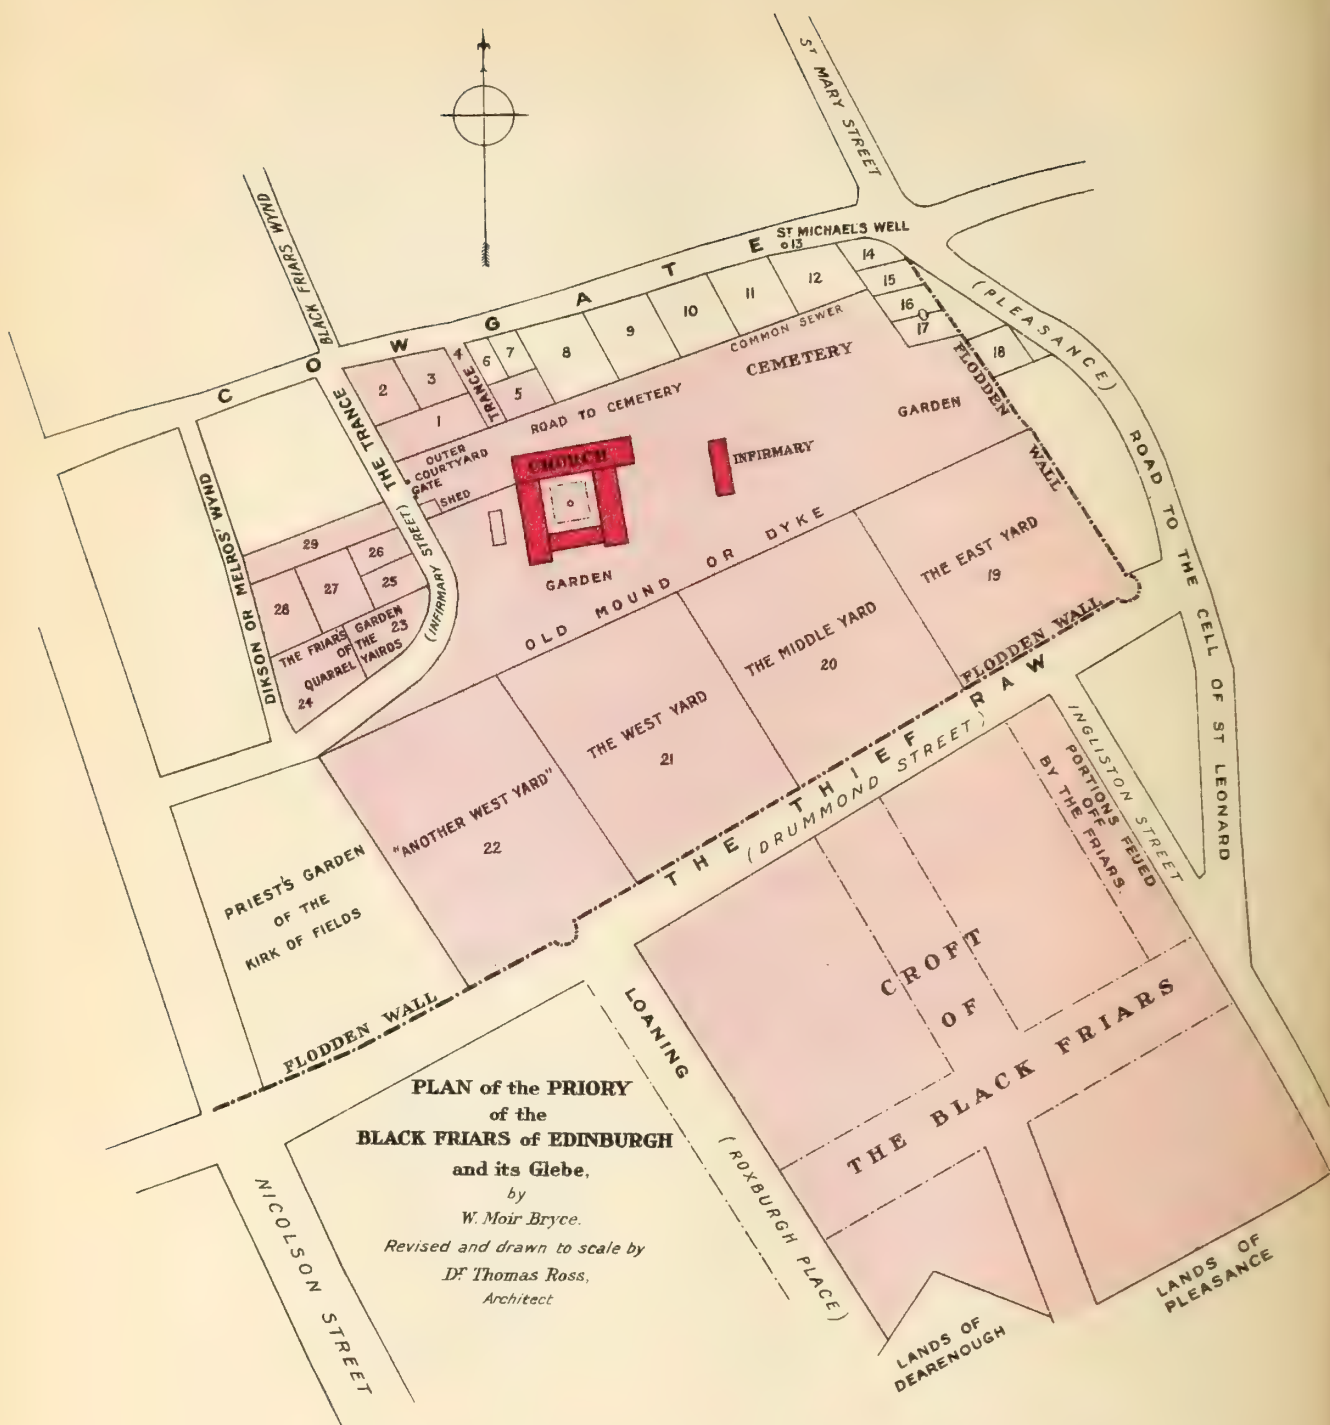 ST MARY STREET
BLACK FRIARS WYND
COWGATE
ST MICHAEL'S WELL
13
14
15
16
17
18
12
11
10
9
8
7
6
5
4
3
2
1
TRANCE
THE TRANCE
(INFIRMARY STREET)
COMMON SEWER
CEMETERY
ROAD TO CEMETERY
GARDEN
FLODDEN
WALL
(PLEASANCE)
ROAD TO THE CELL OF ST LEONARD
OUTER
COURTYARD
GATE
SHED
CHURCH
INFIRMARY
GARDEN
OLD MOUND OR DYKE
DIKSON OR MELROS' WYND
29
26
25
27
28
THE FRIAR'S GARDEN
OF THE 23
QUARREL YAIRDS
24
THE EAST YARD
19
THE MIDDLE YARD
20
THE WEST YARD
21
"ANOTHER WEST YARD"
22
PRIEST'S GARDEN
OF THE
KIRK OF FIELDS
FLODDEN WALL
FLODDEN WALL
THE THIEF RAW
(DRUMMOND STREET)
INGLISTON STREET
PORTIONS FEUED
OFF
BY THE FRIARS.
CROFT
OF
THE BLACK FRIARS
LOANING
(ROXBURGH PLACE)
NICOLSON STREET
PLAN of the PRIORY
of the
BLACK FRIARS of EDINBURGH
and its Glebe,
by
W. Moir Bryce.
Revised and drawn to scale by
Dr. Thomas Ross,
Architect
LANDS OF
DEARENOUGH
LANDS OF
PLEASANCE